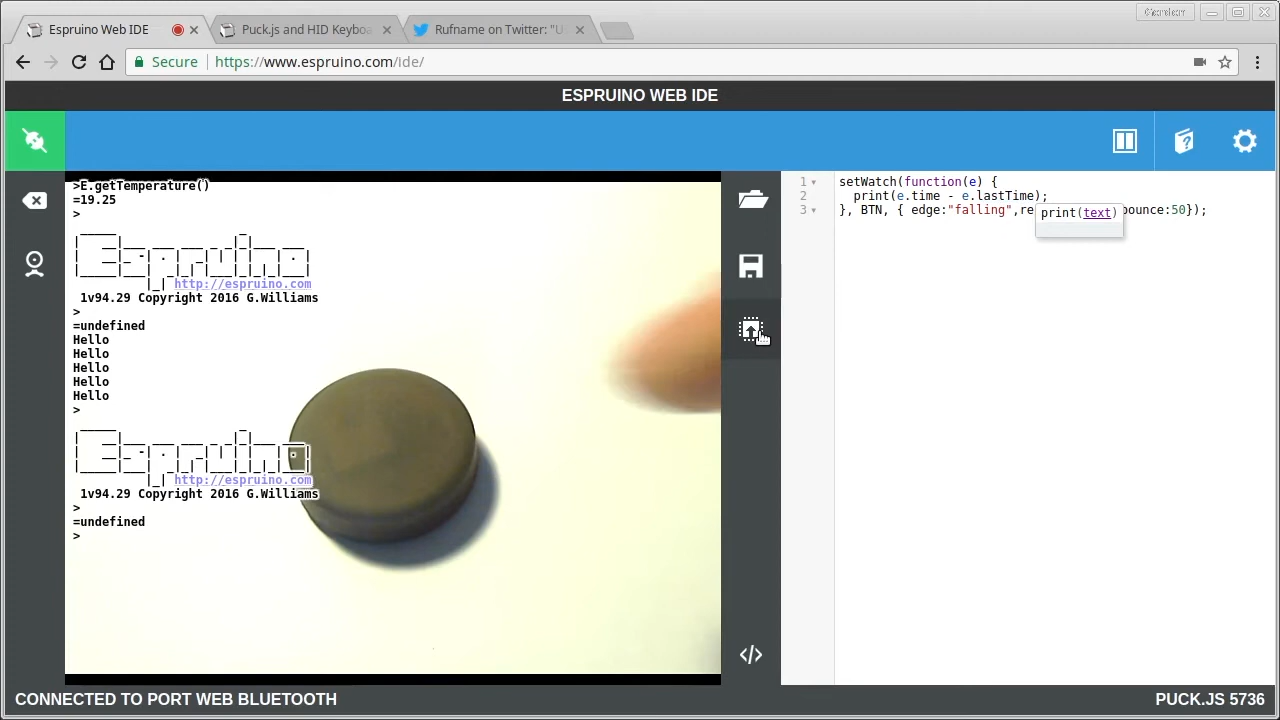 Espruino Web IDE
Puck.js and HID Keyboa
Rufname on Twitter: "U
Secure
https://www.espruino.com/ide/
ESPRUINO WEB IDE
>E.getTemperature()
=19.25
>
http://espruino.com
1v94.29 Copyright 2016 G.Williams
>
=undefined
Hello
Hello
Hello
Hello
Hello
>
http://espruino.com
1v94.29 Copyright 2016 G.Williams
>
=undefined
>
1 setWatch(function(e) {
2 print(e.time - e.lastTime);
3 }, BTN, { edge:"falling",re
ounce:50});
print(text)
CONNECTED TO PORT WEB BLUETOOTH
PUCK.JS 5736